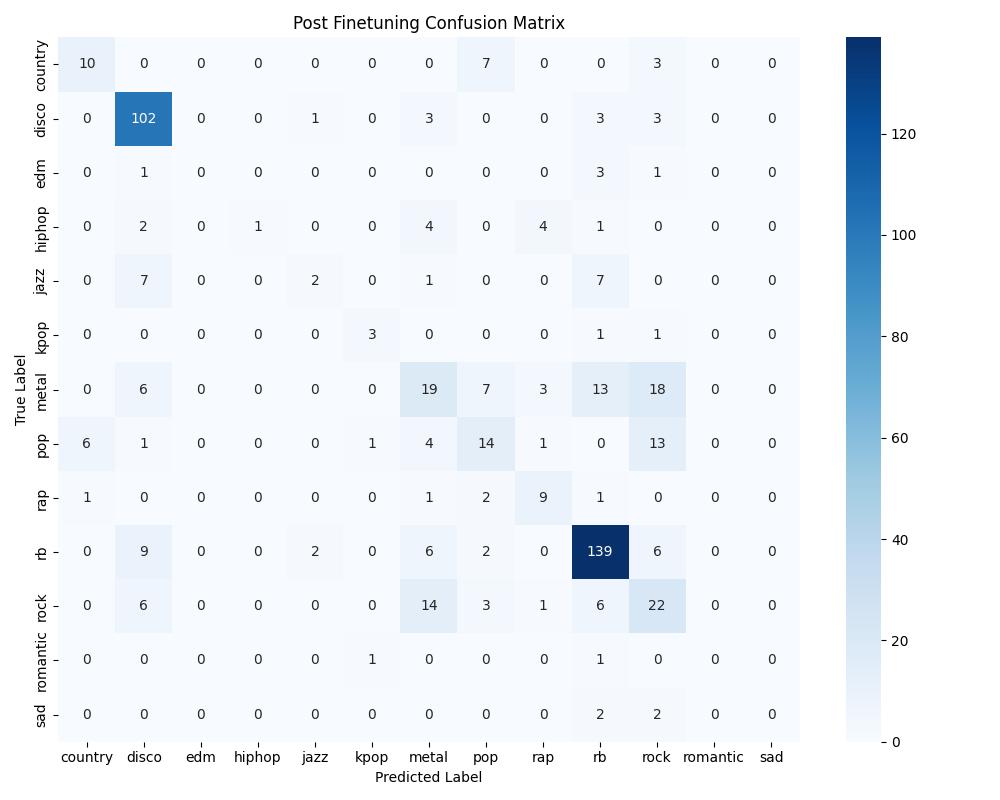 Post Finetuning Confusion Matrix
country 10 0 0 0 0 0 0 7 0 0 3 0 0
disco 0 102 0 0 1 0 3 0 0 3 3 0 0
edm 0 1 0 0 0 0 0 0 0 3 1 0 0
hiphop 0 2 0 1 0 0 4 0 4 1 0 0 0
jazz 0 7 0 0 2 0 1 0 0 7 0 0 0
kpop 0 0 0 0 0 3 0 0 0 1 1 0 0
metal 0 6 0 0 0 0 19 7 3 13 18 0 0
pop 6 1 0 0 0 1 4 14 1 0 13 0 0
rap 1 0 0 0 0 0 1 2 9 1 0 0 0
rb 0 9 0 0 2 0 6 2 0 139 6 0 0
rock 0 6 0 0 0 0 14 3 1 6 22 0 0
romantic 0 0 0 0 0 1 0 0 0 1 0 0 0
sad 0 0 0 0 0 0 0 0 0 2 2 0 0
True Label
country disco edm hiphop jazz kpop metal pop rap rb rock romantic sad
Predicted Label
120
100
80
60
40
20
0